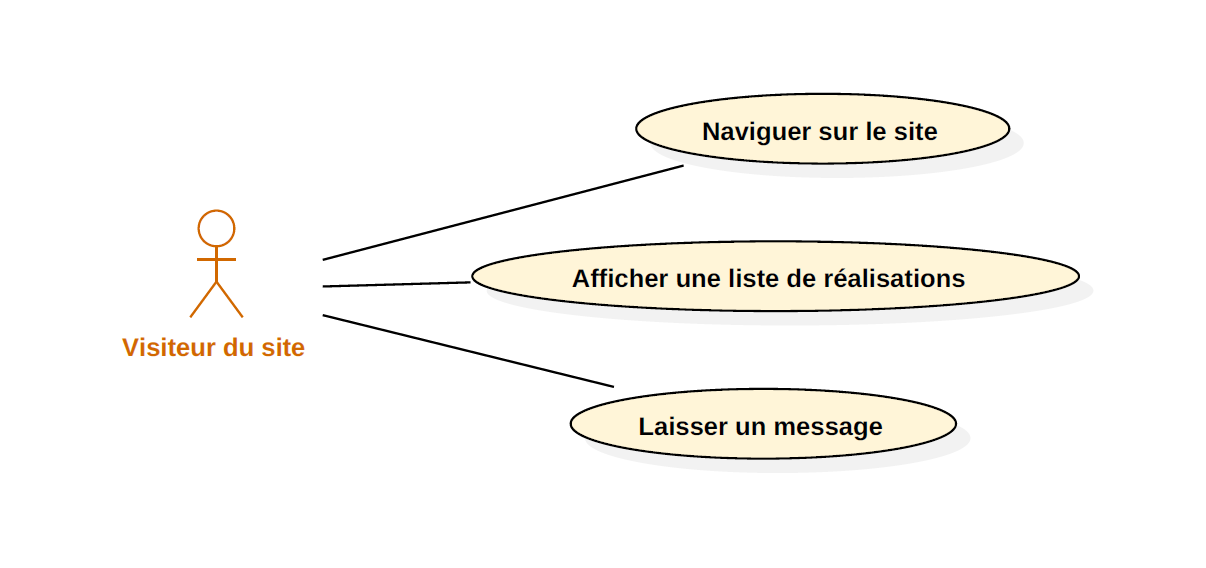 Naviguer sur le site
Afficher une liste de réalisations
Visiteur du site
Laisser un message